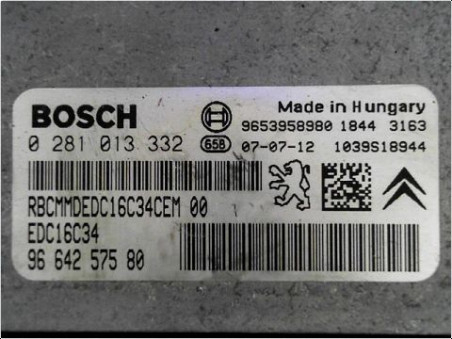 BOSCH
Made in Hungary
9653958980 1844 3163
0 281 013 332
658 07-07-12 1039S18944
RBCMMDEDC16C34CEM 00
EDC16C34
96 642 575 80